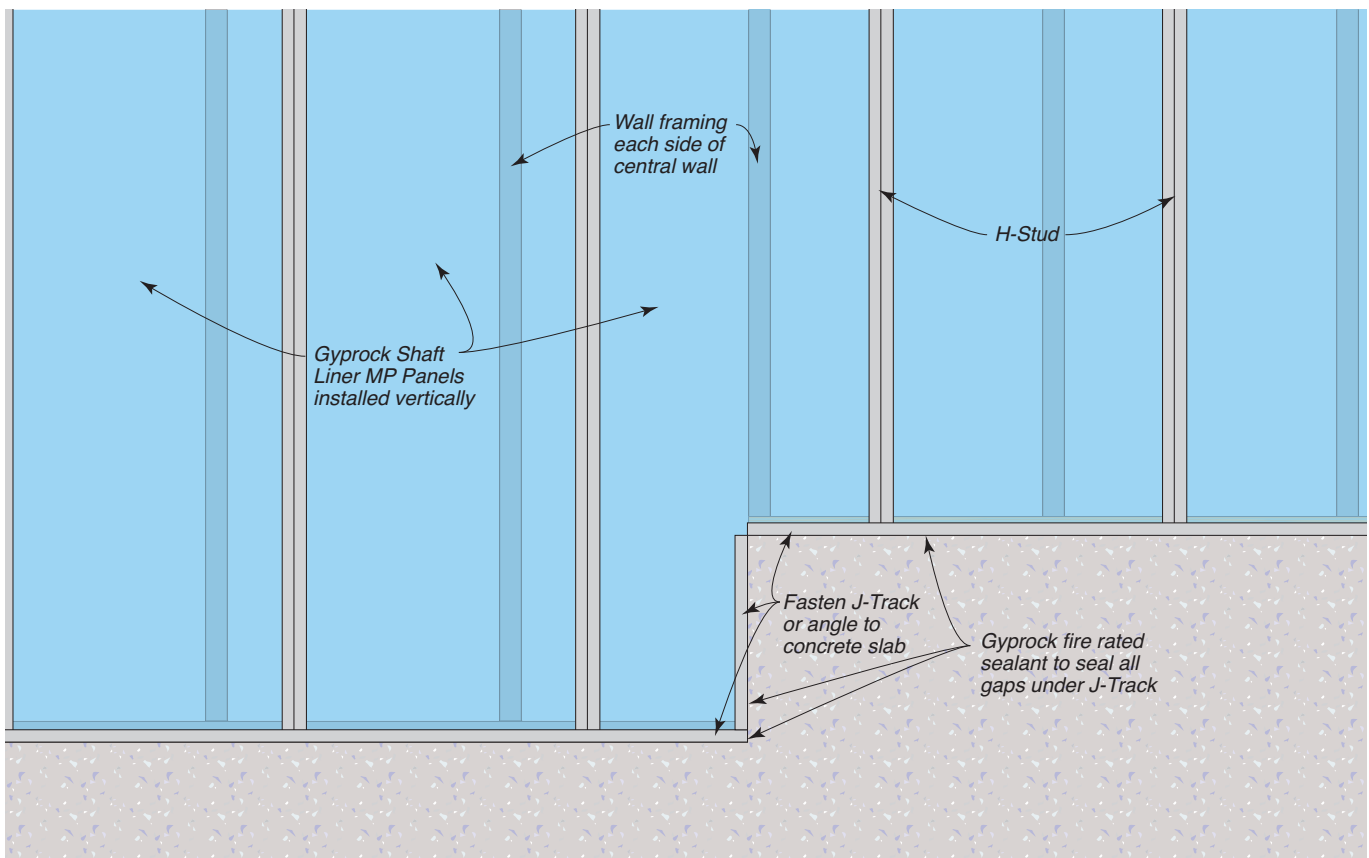 Wall framing
each side of
central wall
H-Stud
Gyprock Shaft
Liner MP Panels
installed vertically
Fasten J-Track
or angle to
concrete slab
Gyprock fire rated
sealant to seal all
gaps under J-Track